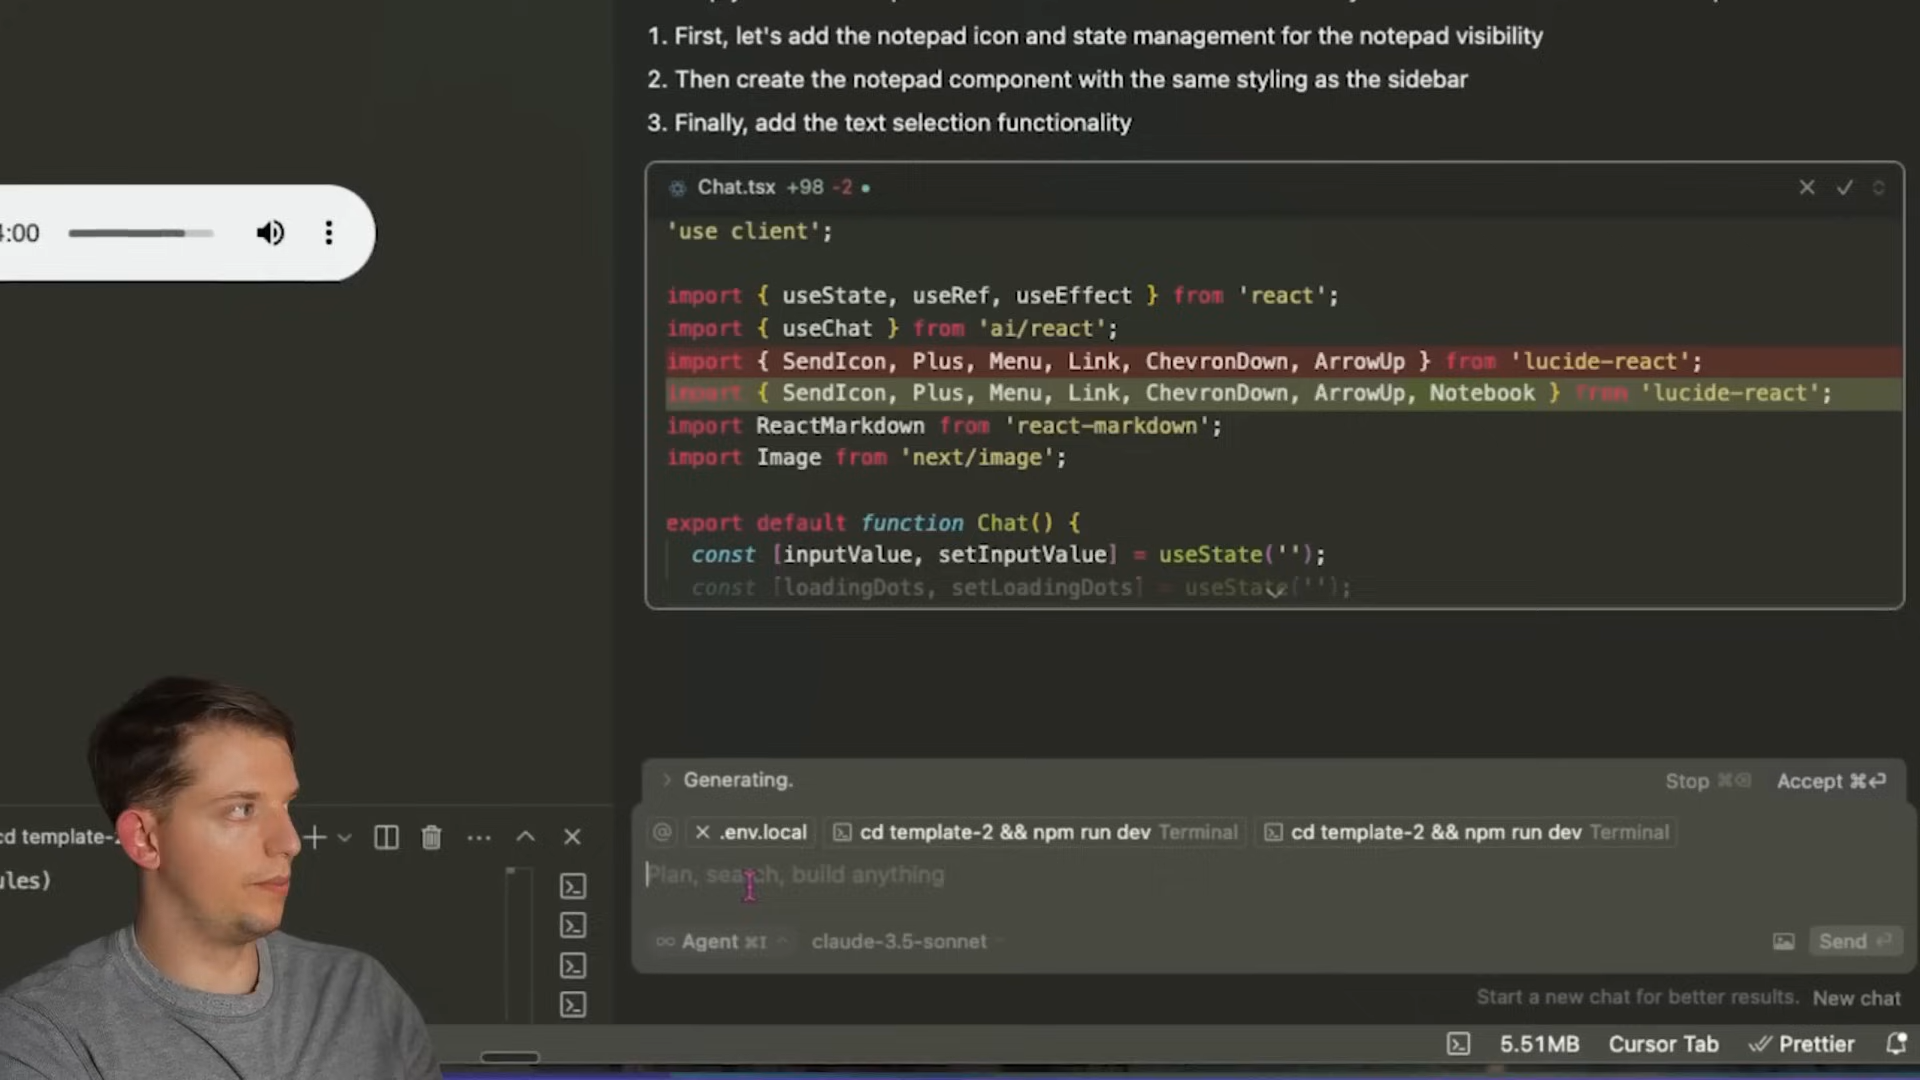 1. First, let's add the notepad icon and state management for the notepad visibility
2. Then create the notepad component with the same styling as the sidebar
3. Finally, add the text selection functionality
Chat.tsx +98 -2
'use client';
import { useState, useRef, useEffect } from 'react';
import { useChat } from 'ai/react';
import { SendIcon, Plus, Menu, Link, ChevronDown, ArrowUp } from 'lucide-react';
import { SendIcon, Plus, Menu, Link, ChevronDown, ArrowUp, Notebook } from 'lucide-react';
import ReactMarkdown from 'react-markdown';
import Image from 'next/image';
export default function Chat() {
const [inputValue, setInputValue] = useState('');
const [loadingDots, setLoadingDots] = useState('');
:00
Generating.
Stop ⌘⌫ Accept ⌘↵
@ × .env.local cd template-2 && npm run dev Terminal cd template-2 && npm run dev Terminal
Plan, search, build anything
∞ Agent ⌘I claude-3.5-sonnet
Send ↵
Start a new chat for better results. New chat
cd template-
ules)
5.51MB Cursor Tab Prettier